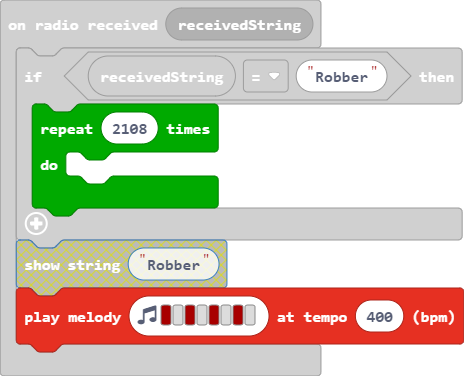 on radio received receivedString
if receivedString = "Robber" then
repeat 2108 times
do
show string "Robber"
play melody at tempo 400 (bpm)